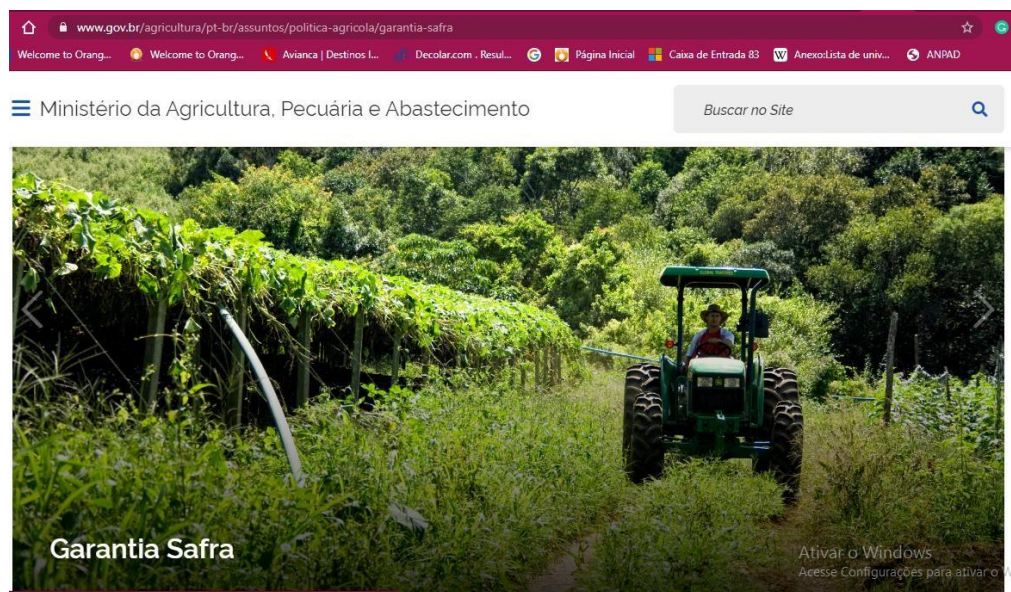 www.gov.br/agricultura/pt-br/assuntos/politica-agricola/garantia-safra
Welcome to Orang... Welcome to Orang... Avianca | Destinos I... Decolar.com . Resul... Página Inicial Caixa de Entrada 83 Anexo:Lista de univ... ANPAD
Ministério da Agricultura, Pecuária e Abastecimento
Buscar no Site
Garantia Safra
Ativar o Windows
Acesse Configurações para ativar o W